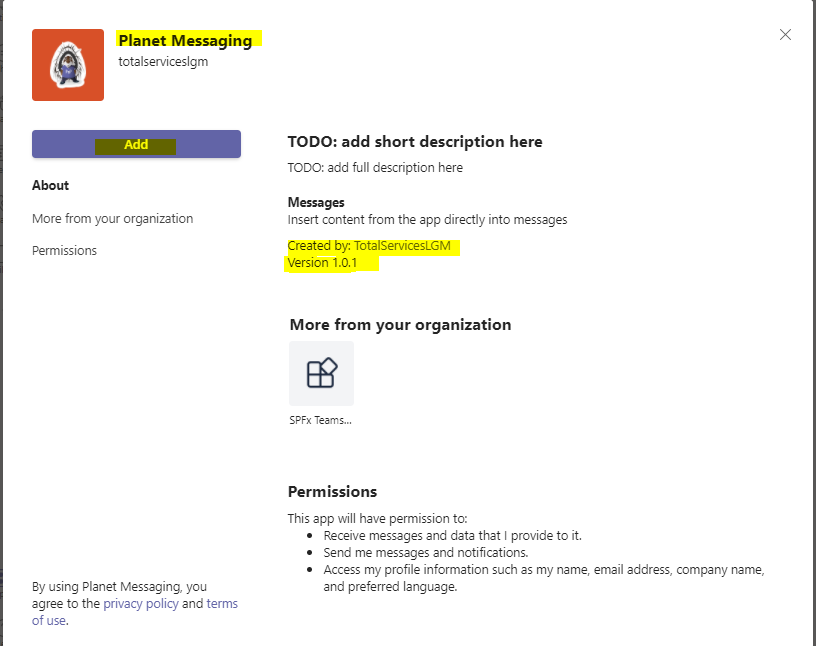 Planet Messaging
totalserviceslgm
Add
About
More from your organization
Permissions
By using Planet Messaging, you
agree to the privacy policy and terms
of use.
TODO: add short description here
TODO: add full description here
Messages
Insert content from the app directly into messages
Created by: TotalServicesLGM
Version 1.0.1
More from your organization
SPFx Teams...
Permissions
This app will have permission to:
• Receive messages and data that I provide to it.
• Send me messages and notifications.
• Access my profile information such as my name, email address, company name,
and preferred language.